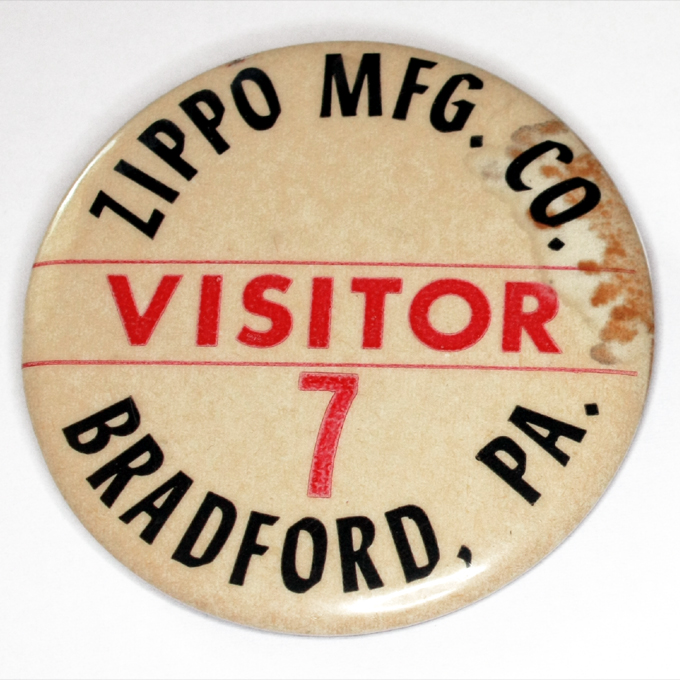 ZIPPO MFG. CO.
VISITOR
7
BRADFORD, PA.